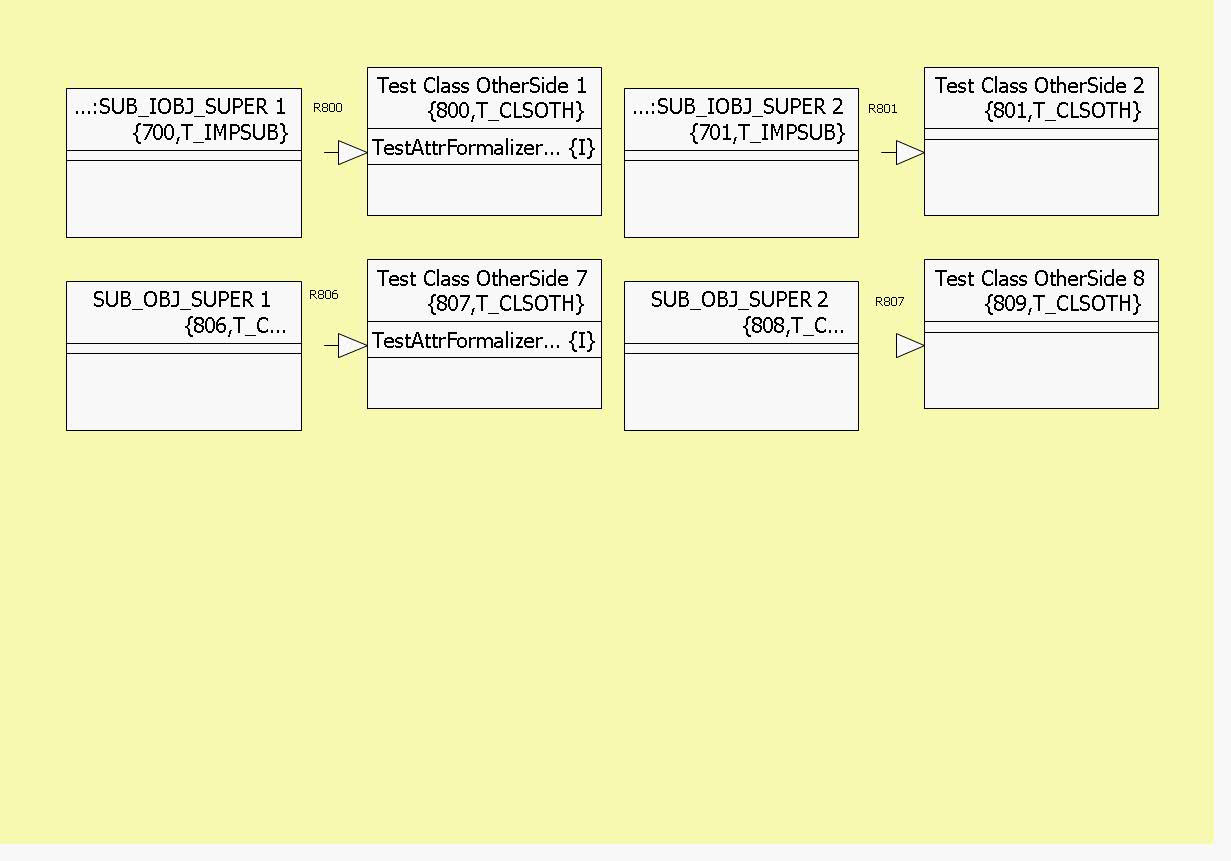 ...:SUB_IOBJ_SUPER 1
{700,T_IMPSUB}
R800
Test Class OtherSide 1
{800,T_CLSOTH}
TestAttrFormalizer... {I}
...:SUB_IOBJ_SUPER 2
{701,T_IMPSUB}
R801
Test Class OtherSide 2
{801,T_CLSOTH}
SUB_OBJ_SUPER 1
{806,T_C...
R806
Test Class OtherSide 7
{807,T_CLSOTH}
TestAttrFormalizer... {I}
SUB_OBJ_SUPER 2
{808,T_C...
R807
Test Class OtherSide 8
{809,T_CLSOTH}